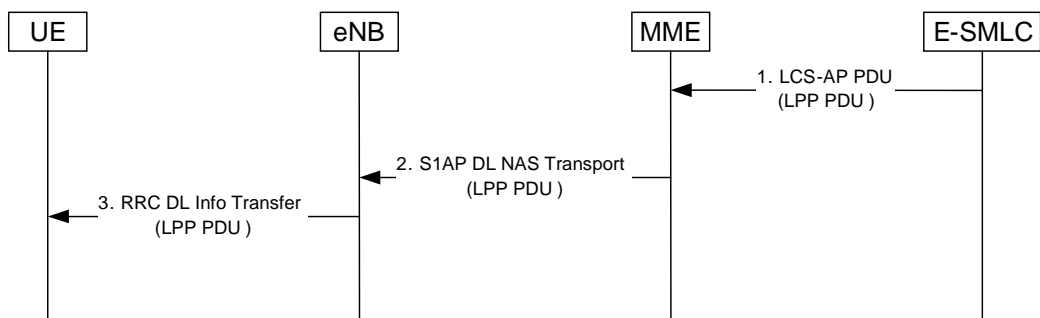 UE
eNB
MME
E-SMLC
1. LCS-AP PDU
(LPP PDU )
2. S1AP DL NAS Transport
(LPP PDU )
3. RRC DL Info Transfer
(LPP PDU )